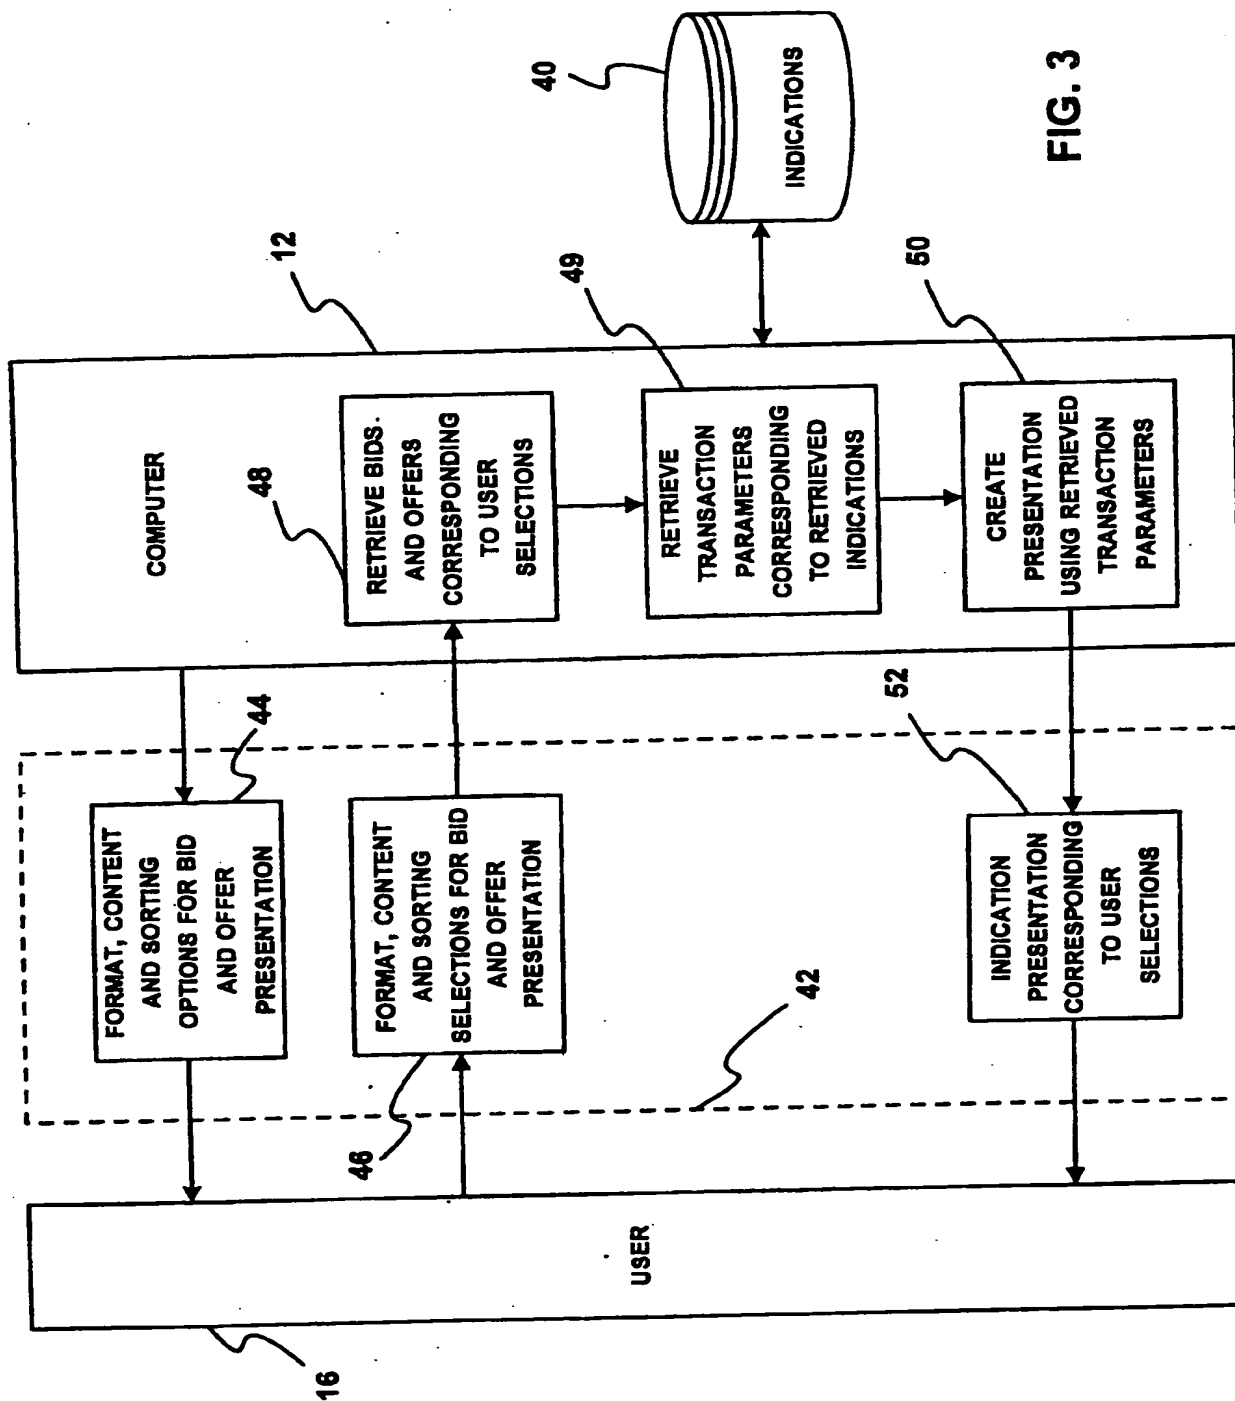 16
USER
42
44
FORMAT, CONTENT
AND SORTING
OPTIONS FOR BID
AND OFFER
PRESENTATION
46
FORMAT, CONTENT
AND SORTING
SELECTIONS FOR BID
AND OFFER
PRESENTATION
52
INDICATION
PRESENTATION
CORRESPONDING
TO USER
SELECTIONS
12
COMPUTER
48
RETRIEVE BIDS
AND OFFERS
CORRESPONDING
TO USER
SELECTIONS
49
RETRIEVE
TRANSACTION
PARAMETERS
CORRESPONDING
TO RETRIEVED
INDICATIONS
50
CREATE
PRESENTATION
USING RETRIEVED
TRANSACTION
PARAMETERS
40
INDICATIONS
FIG. 3